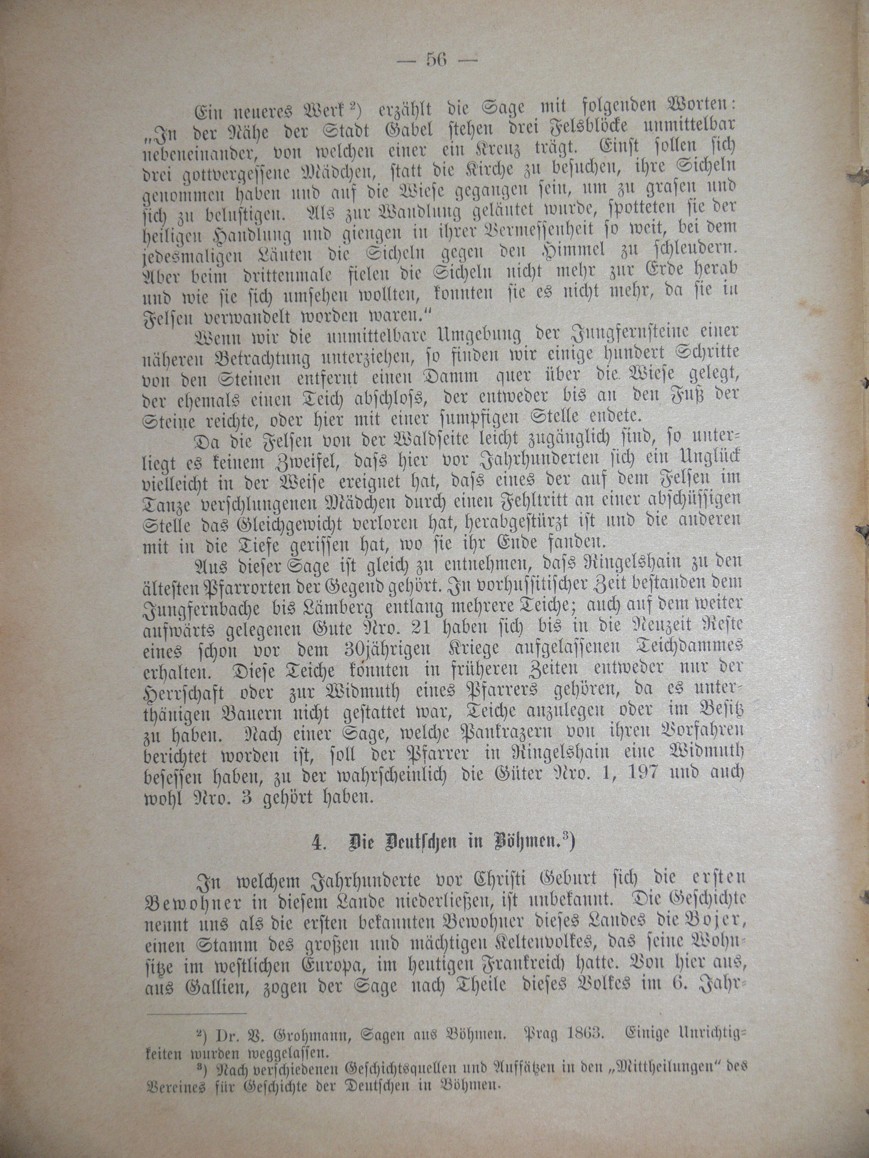 — 56 —
Ein neueres Werk ²) erzählt die Sage mit folgenden Worten:
„In der Nähe der Stadt Gabel stehen drei Felsblöcke unmittelbar
nebeneinander, von welchen einer ein Kreuz trägt. Einst sollen sich
drei gottvergessene Mädchen, statt die Kirche zu besuchen, ihre Sicheln
genommen haben und auf die Wiese gegangen sein, um zu grasen und
sich zu belustigen. Als zur Wandlung geläutet wurde, spotteten sie der
heiligen Handlung und giengen in ihrer Vermessenheit so weit, bei dem
jedesmaligen Läuten die Sicheln gegen den Himmel zu schleudern.
Aber beim drittenmale fielen die Sicheln nicht mehr zur Erde herab
und wie sie sich umsehen wollten, konnten sie es nicht mehr, da sie in
Felsen verwandelt worden waren.“
Wenn wir die unmittelbare Umgebung der Jungfernsteine einer
näheren Betrachtung unterziehen, so finden wir einige hundert Schritte
von den Steinen entfernt einen Damm quer über die Wiese gelegt,
der ehemals einen Teich abschloss, der entweder bis an den Fuß der
Steine reichte, oder hier mit einer sumpfigen Stelle endete.
Da die Felsen von der Waldseite leicht zugänglich sind, so unter-
liegt es keinem Zweifel, dass hier vor Jahrhunderten sich ein Unglück
vielleicht in der Weise ereignet hat, dass eines der auf dem Felsen im
Tanze verschlungenen Mädchen durch einen Fehltritt an einer abschüssigen
Stelle das Gleichgewicht verloren hat, herabgestürzt ist und die anderen
mit in die Tiefe gerissen hat, wo sie ihr Ende fanden.
Aus dieser Sage ist gleich zu entnehmen, dass Ringelshain zu den
ältesten Pfarrorten der Gegend gehört. In vorhussitischer Zeit bestanden dem
Jungfernbache bis Lämberg entlang mehrere Teiche; auch auf dem weiter
aufwärts gelegenen Gute Nro. 21 haben sich bis in die Neuzeit Reste
eines schon vor dem 30jährigen Kriege aufgelassenen Teichdammes
erhalten. Diese Teiche konnten in früheren Zeiten entweder nur der
Herrschaft oder zur Widmuth eines Pfarrers gehören, da es unter-
thänigen Bauern nicht gestattet war, Teiche anzulegen oder im Besitz
zu haben. Nach einer Sage, welche Pankrazern von ihren Vorfahren
berichtet worden ist, soll der Pfarrer in Ringelshain eine Widmuth
besessen haben, zu der wahrscheinlich die Güter Nro. 1, 197 und auch
wohl Nro. 3 gehört haben.
4. Die Deutschen in Böhmen.³)
In welchem Jahrhunderte vor Christi Geburt sich die ersten
Bewohner in diesem Lande niederließen, ist unbekannt. Die Geschichte
nennt uns als die ersten bekannten Bewohner dieses Landes die Bojer,
einen Stamm des großen und mächtigen Keltenvolkes, das seine Wohn-
sitze im westlichen Europa, im heutigen Frankreich hatte. Von hier aus,
aus Gallien, zogen der Sage nach Theile dieses Volkes im 6. Jahr-
²) Dr. V. Grohmann, Sagen aus Böhmen. Prag 1863. Einige Unrichtig-
keiten wurden weggelassen.
³) Nach verschiedenen Geschichtsquellen und Aufsätzen in den „Mittheilungen“ des
Vereines für Geschichte der Deutschen in Böhmen.